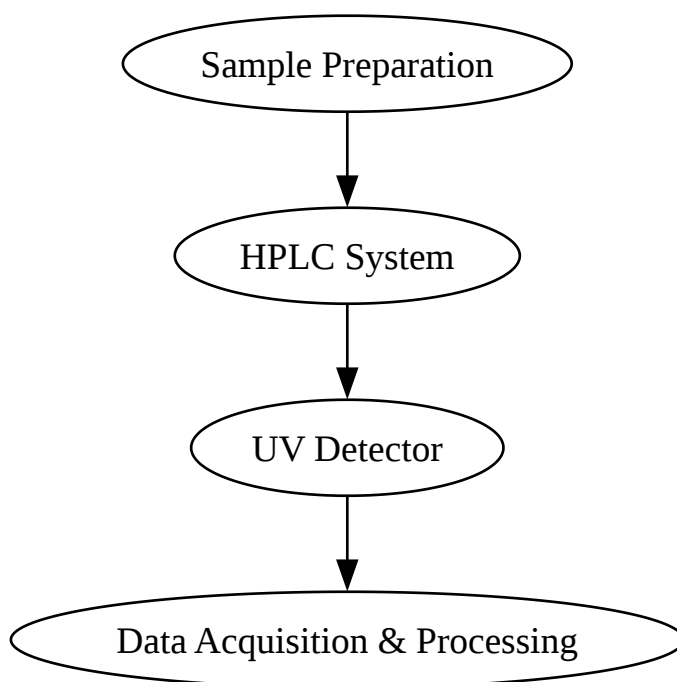 Sample Preparation
HPLC System
UV Detector
Data Acquisition & Processing